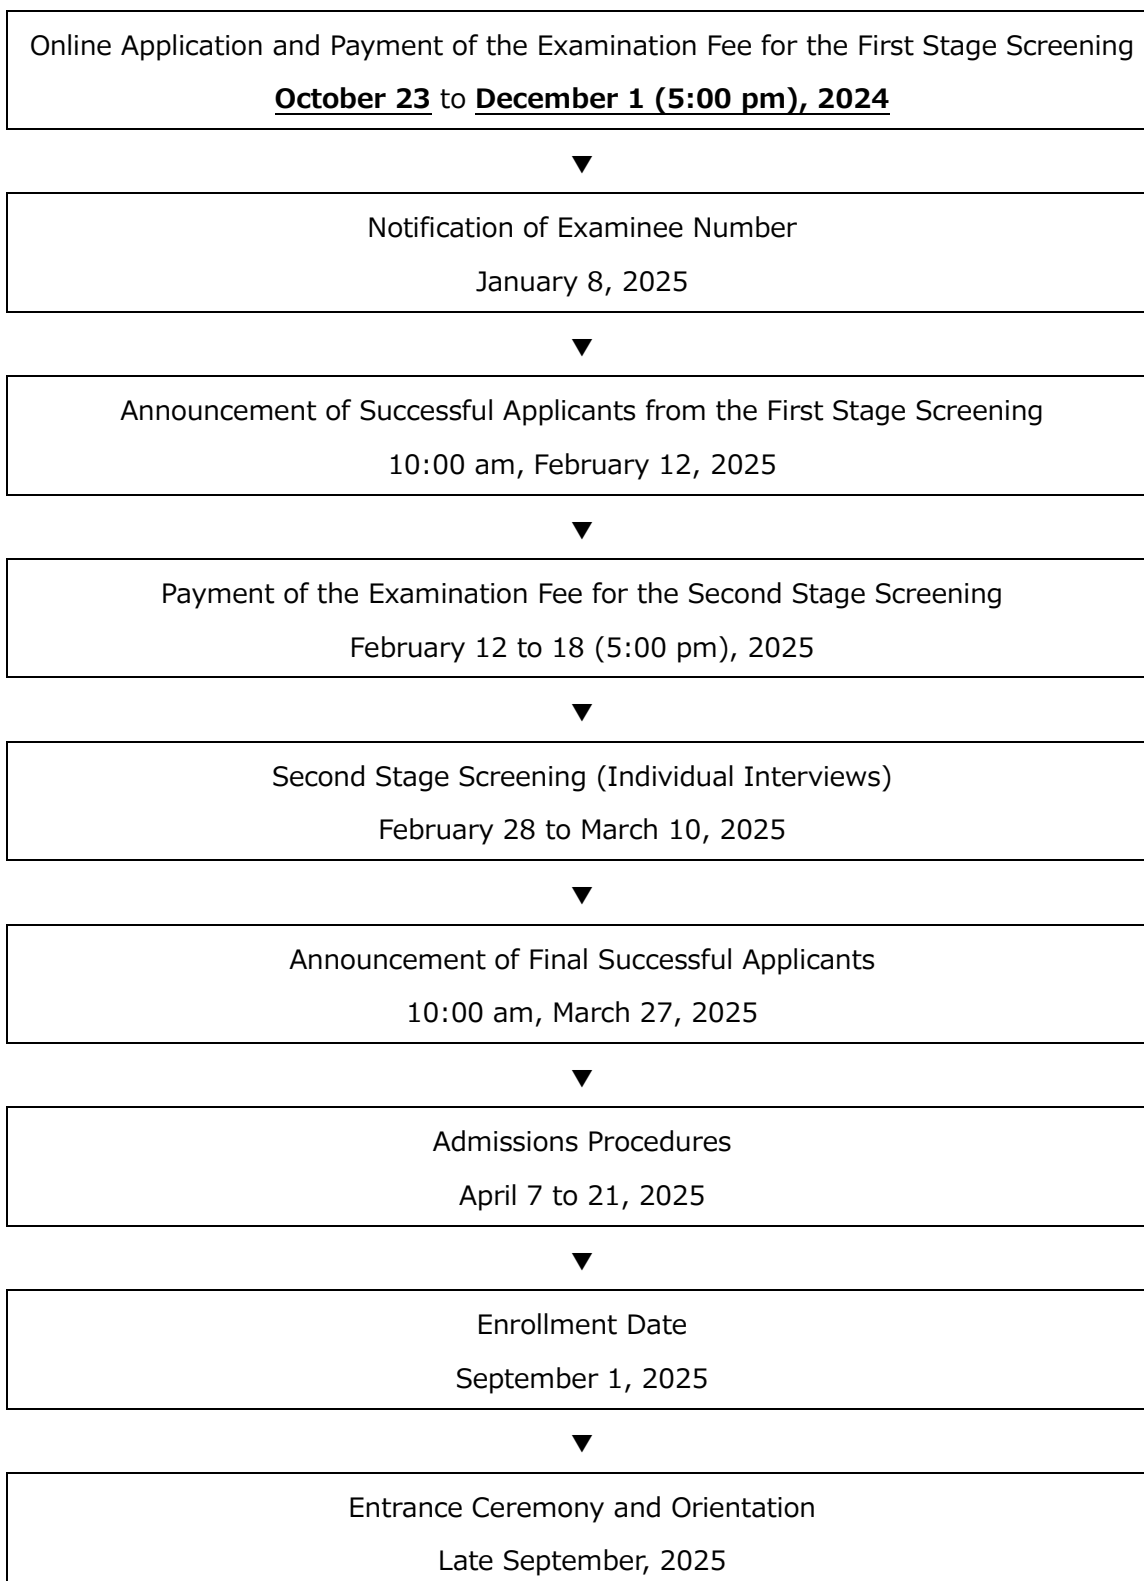 Online Application and Payment of the Examination Fee for the First Stage Screening
October 23 to December 1 (5:00 pm), 2024
▼
Notification of Examinee Number
January 8, 2025
▼
Announcement of Successful Applicants from the First Stage Screening
10:00 am, February 12, 2025
▼
Payment of the Examination Fee for the Second Stage Screening
February 12 to 18 (5:00 pm), 2025
▼
Second Stage Screening (Individual Interviews)
February 28 to March 10, 2025
▼
Announcement of Final Successful Applicants
10:00 am, March 27, 2025
▼
Admissions Procedures
April 7 to 21, 2025
▼
Enrollment Date
September 1, 2025
▼
Entrance Ceremony and Orientation
Late September, 2025